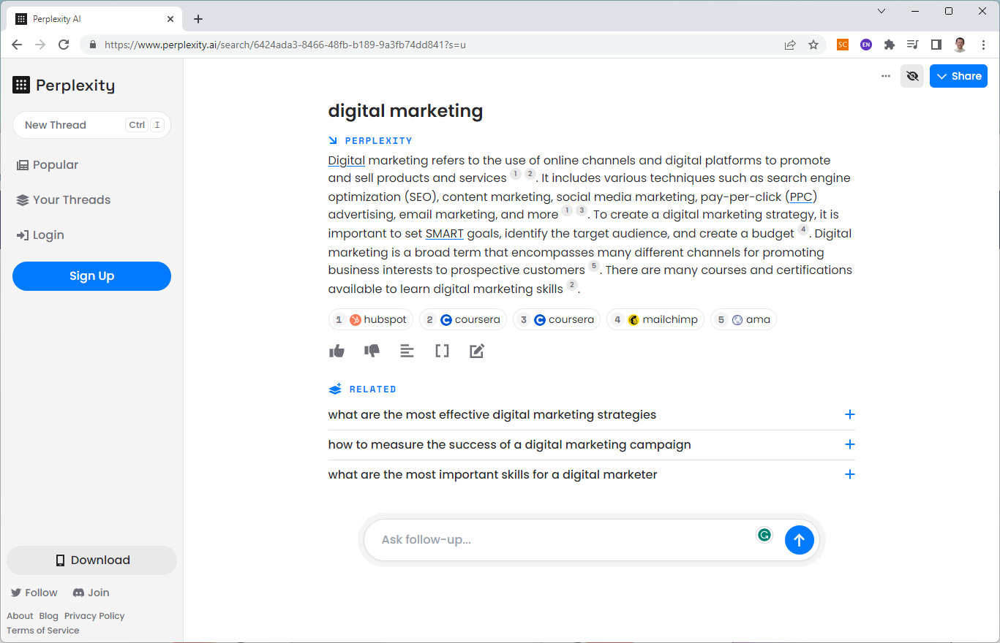 Perplexity AI
https://www.perplexity.ai/search/6424ada3-8466-48fb-b189-9a3fb74dd841?s=u
SC
EN
Perplexity
New Thread Ctrl I
Popular
Your Threads
Login
Sign Up
Share
digital marketing
PERPLEXITY
Digital marketing refers to the use of online channels and digital platforms to promote
and sell products and services 1 2. It includes various techniques such as search engine
optimization (SEO), content marketing, social media marketing, pay-per-click (PPC)
advertising, email marketing, and more 1 3. To create a digital marketing strategy, it is
important to set SMART goals, identify the target audience, and create a budget 4. Digital
marketing is a broad term that encompasses many different channels for promoting
business interests to prospective customers 5. There are many courses and certifications
available to learn digital marketing skills 2.
1 hubspot 2 coursera 3 coursera 4 mailchimp 5 ama
RELATED
what are the most effective digital marketing strategies
how to measure the success of a digital marketing campaign
what are the most important skills for a digital marketer
Ask follow-up...
Download
Follow Join
About Blog Privacy Policy
Terms of Service